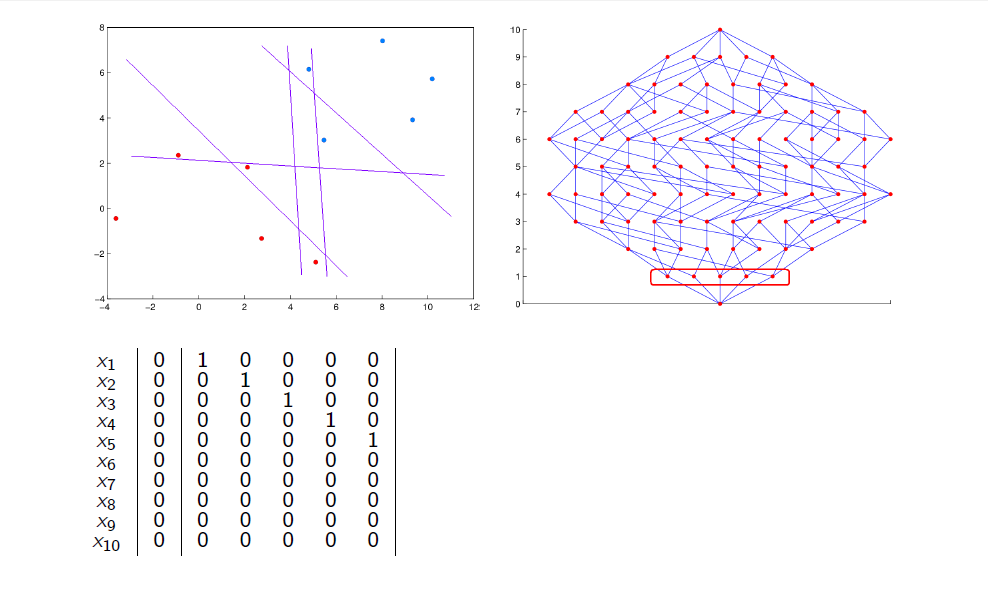 8
6
4
2
0
−2
−4
−4 −2 0 2 4 6 8 10 12
10
9
8
7
6
5
4
3
2
1
0
x1 0 1 0 0 0 0
x2 0 0 1 0 0 0
x3 0 0 0 1 0 0
x4 0 0 0 0 1 0
x5 0 0 0 0 0 1
x6 0 0 0 0 0 0
x7 0 0 0 0 0 0
x8 0 0 0 0 0 0
x9 0 0 0 0 0 0
x10 0 0 0 0 0 0